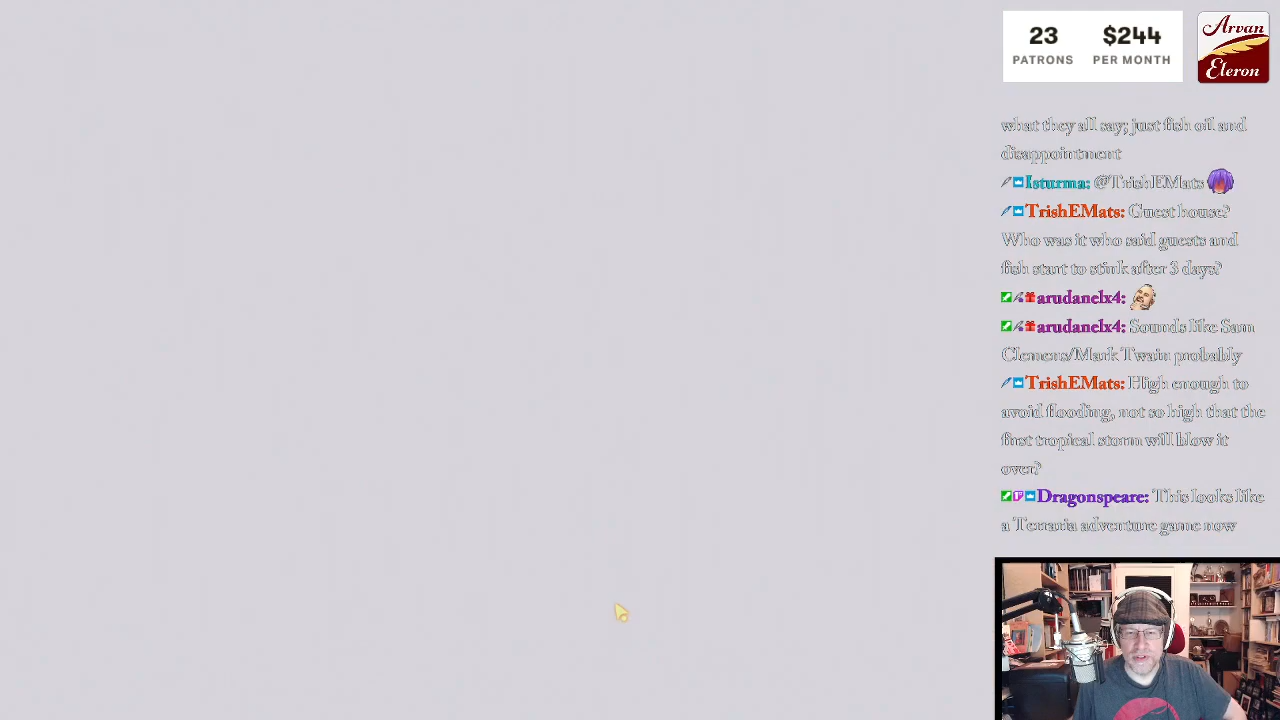 23
$244
PATRONS
PER MONTH
Arvan
Eleron
what they all say; just fish oil and
disappointment
Isturma: @TrishEMats
TrishEMats: Guest house?
Who was it who said guests and
fish start to stink after 3 days?
arudanelx4:
arudanelx4: Sounds like Sam
Clemens/Mark Twain probably
TrishEMats: High enough to
avoid flooding, not so high that the
first tropical storm will blow it
over?
Dragonspeare: This looks like
a Terraria adventure game now